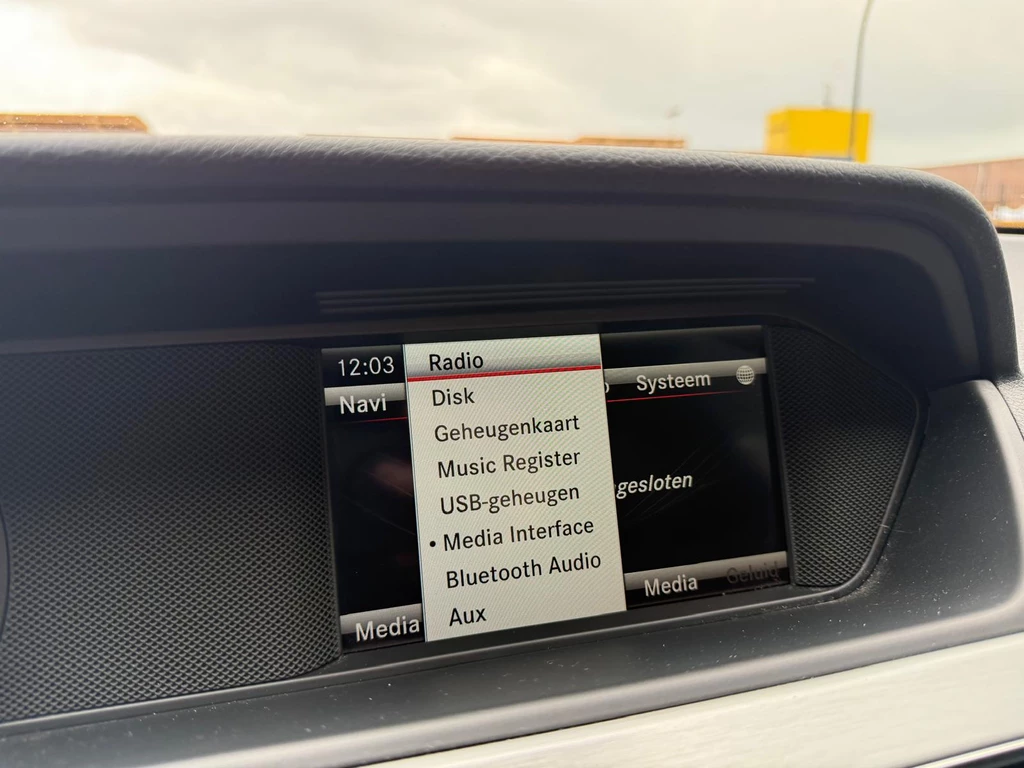 12:03
Navi
Systeem
Radio
Disk
Geheugenkaart
Music Register
USB-geheugen
Media Interface
Bluetooth Audio
Aux
gesloten
Media
Media
Geluid